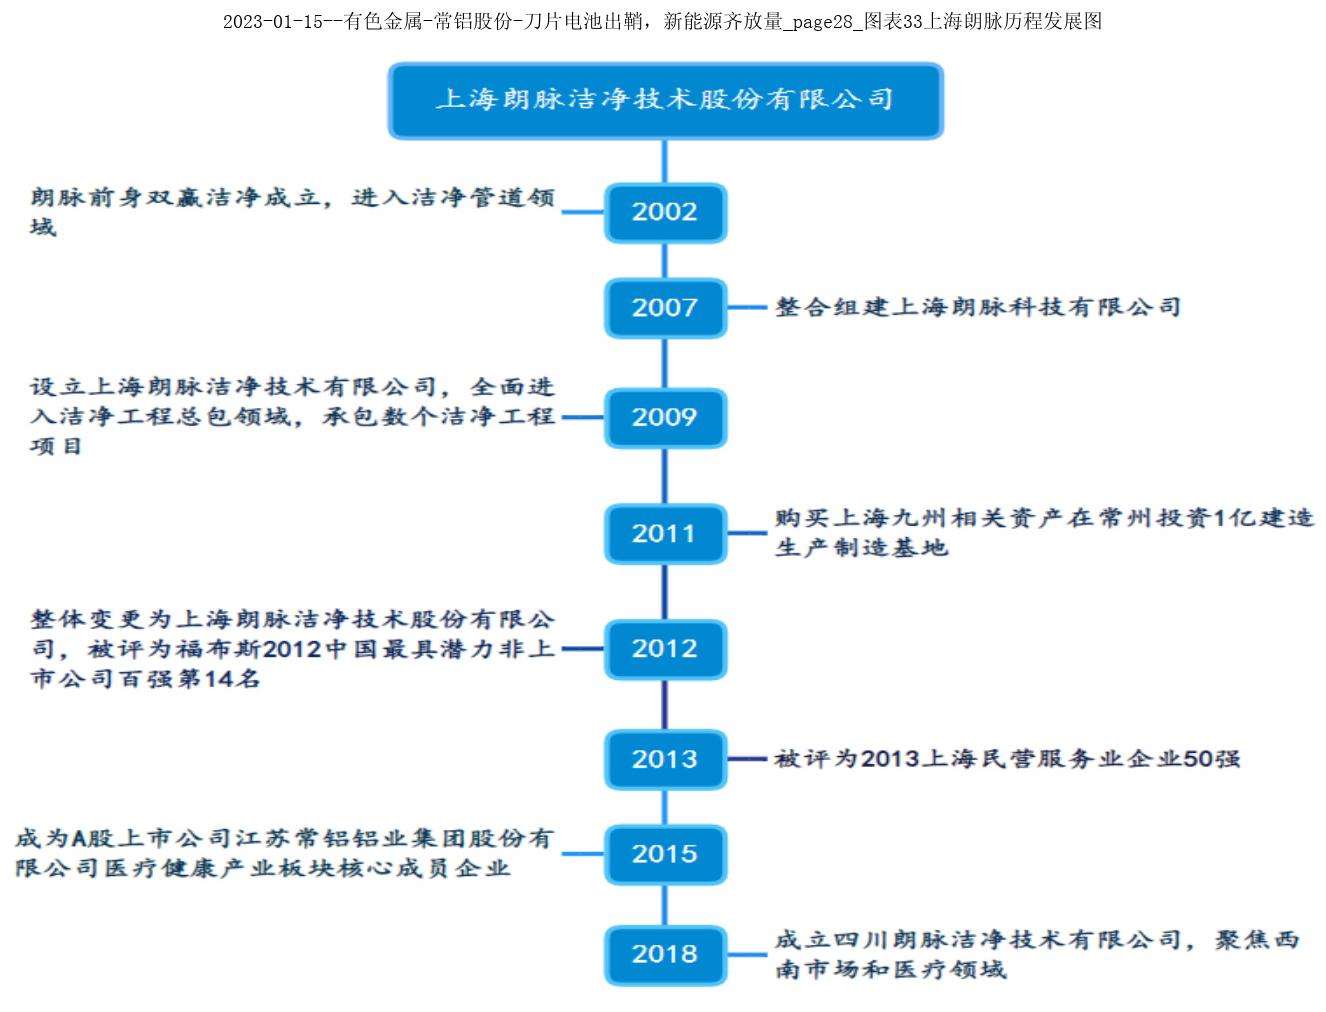 2023-01-15--有色金属-常铝股份-刀片电池出鞘，新能源齐放量_page28_图表33上海朗脉历程发展图
上海朗脉洁净技术股份有限公司
朗脉前身双赢洁净成立，进入洁净管道领
域
2002
2007
整合组建上海朗脉科技有限公司
设立上海朗脉洁净技术有限公司，全面进
入洁净工程总包领域，承包数个洁净工程
项目
2009
2011
购买上海九州相关资产在常州投资1亿建造
生产制造基地
整体变更为上海朗脉洁净技术股份有限公
司，被评为福布斯2012中国最具潜力非上
市公司百强第14名
2012
2013
被评为2013上海民营服务业企业50强
成为A股上市公司江苏常铝铝业集团股份有
限公司医疗健康产业板块核心成员企业
2015
2018
成立四川朗脉洁净技术有限公司，聚焦西
南市场和医疗领域